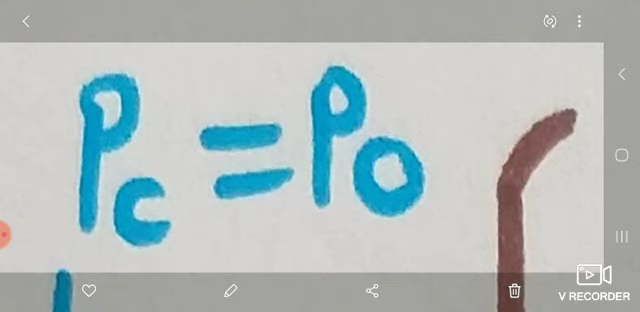 Pc = Po
V RECORDER